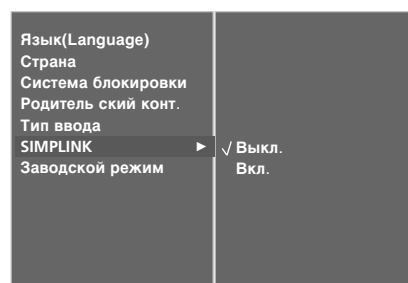 Язык(Language)
Страна
Система блокировки
Родитель ский конт.
Тип ввода
SIMPLINK ► √ Выкл.
Вкл.
Заводской режим